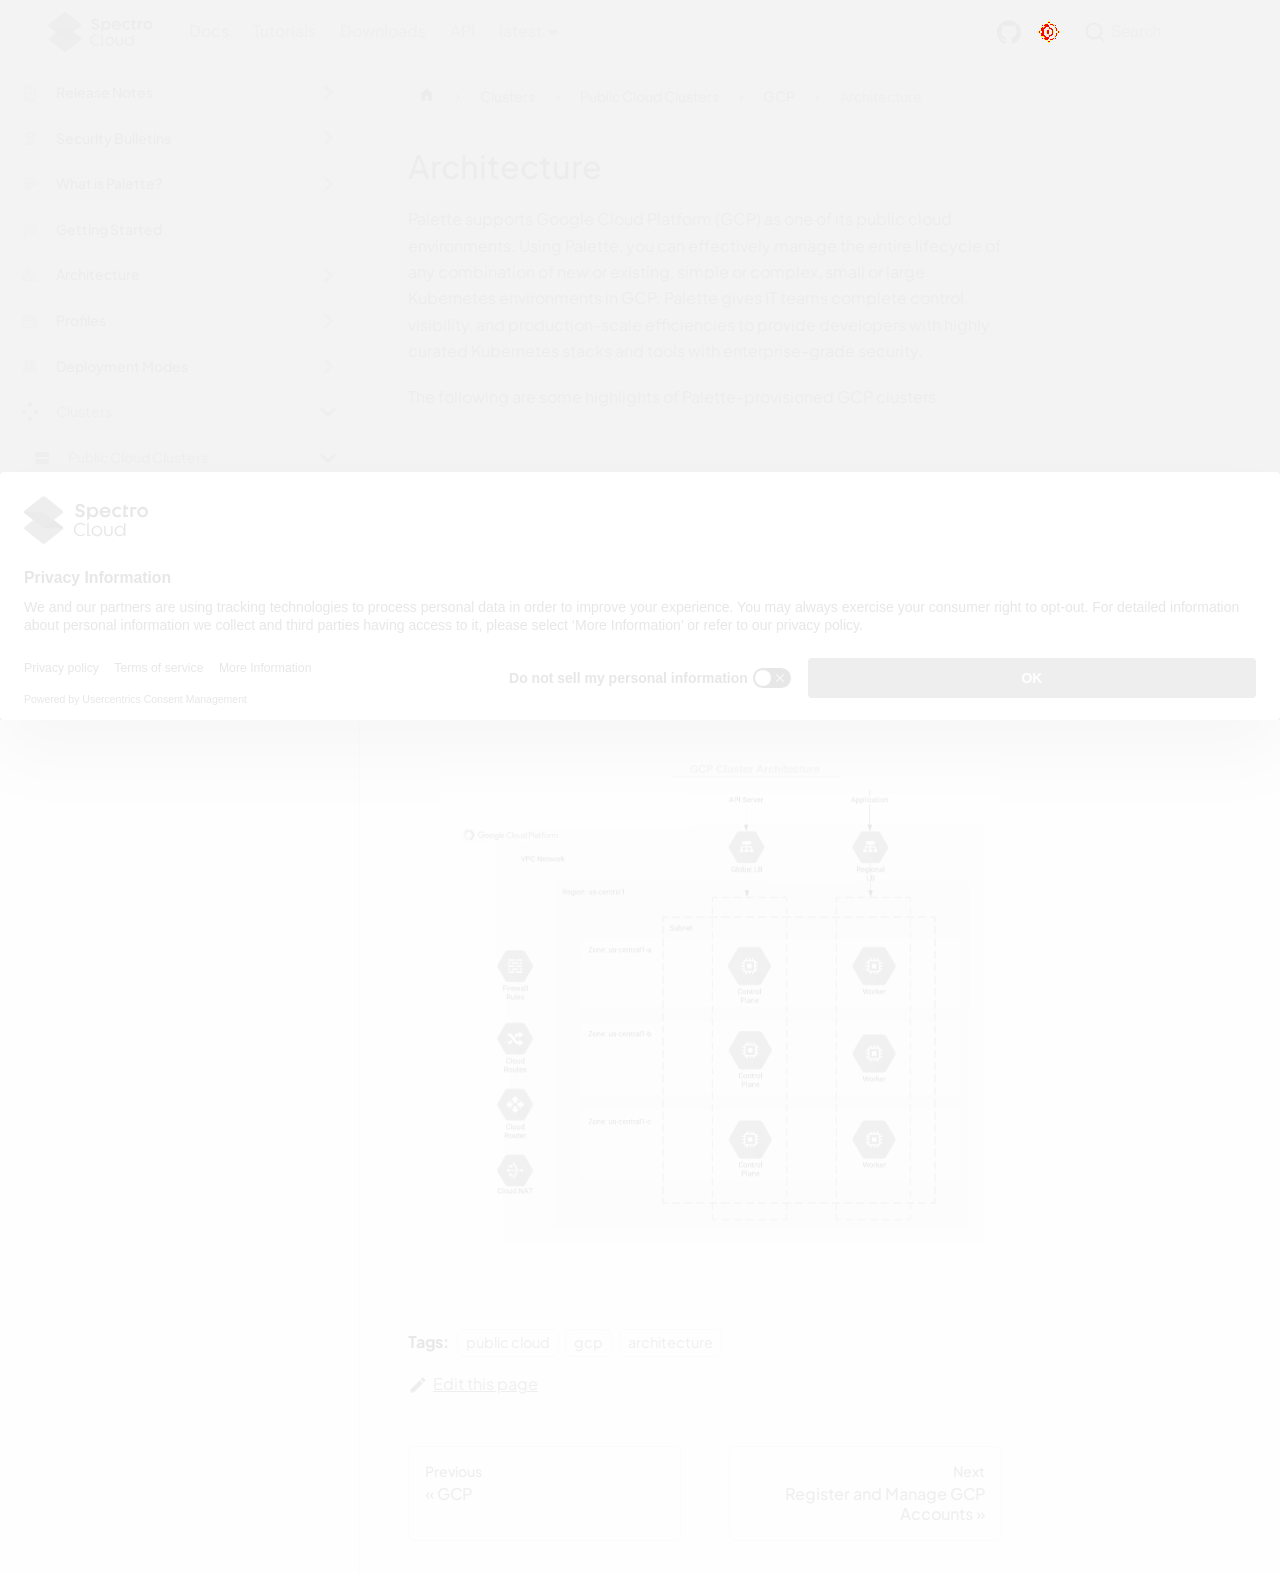 Spectro Cloud
Docs Tutorials Downloads API latest
Search
Release Notes
Security Bulletins
What is Palette?
Getting Started
Architecture
Profiles
Deployment Modes
Clusters
Public Cloud Clusters
Clusters Public Cloud Clusters GCP Architecture
Architecture
Palette supports Google Cloud Platform (GCP) as one of its public cloud
environments. Using Palette, you can effectively manage the entire lifecycle of
any combination of new or existing, simple or complex, small or large
Kubernetes environments in GCP. Palette gives IT teams complete control,
visibility, and production-scale efficiencies to provide developers with highly
curated Kubernetes stacks and tools with enterprise-grade security.
The following are some highlights of Palette-provisioned GCP clusters.
Spectro Cloud
Privacy Information
We and our partners are using tracking technologies to process personal data in order to improve your experience. You may always exercise your consumer right to opt-out. For detailed information
about personal information we collect and third parties having access to it, please select ‘More Information’ or refer to our privacy policy.
Privacy policy Terms of service More Information
Do not sell my personal information
OK
Powered by Usercentrics Consent Management
GCP Cluster Architecture
API Server
Application
Google Cloud Platform
VPC Network
Global LB
Regional LB
Region: us-central1
Subnet
Zone: us-central1-a
Firewall Rules
Control Plane
Worker
Cloud Routes
Control Plane
Worker
Cloud Router
Control Plane
Worker
Cloud NAT
Tags: public cloud gcp architecture
Edit this page
Previous
« GCP
Next
Register and Manage GCP
Accounts »